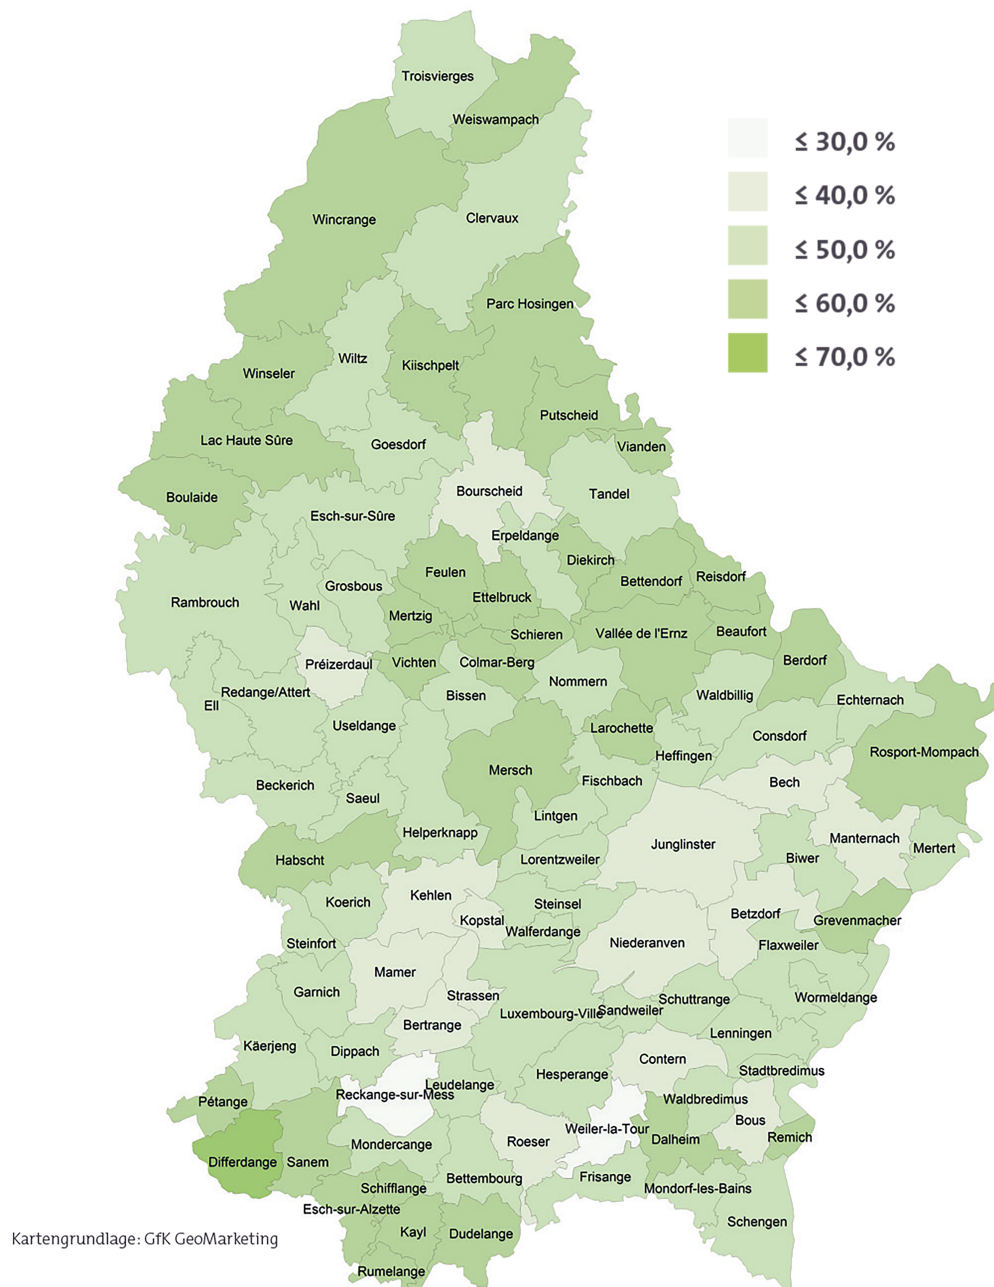 Troisvierges
Weiswampach
≤ 30,0 %
≤ 40,0 %
Wincrange
Clervaux
≤ 50,0 %
Parc Hosingen
≤ 60,0 %
Wiltz
≤ 70,0 %
Kiischpelt
Winseler
Putscheid
Lac Haute Sûre
Goesdorf
Vianden
Bourscheid
Boulaide
Tandel
Esch-sur-Sûre
Erpeldange
Diekirch
Feulen
Reisdorf
Bettendorf
Grosbous
Ettelbruck
Rambrouch
Wahl
Mertzig
Beaufort
Vallée de l'Ernz
Schieren
Berdorf
Vichten
Colmar-Berg
Préizerdaul
Nommern
Redange/Attert
Bissen
Waldbillig
Echternach
Ell
Useldange
Larochette
Consdorf
Rosport-Mompach
Heffingen
Mersch
Fischbach
Bech
Beckerich
Saeul
Lintgen
Helperknapp
Manternach
Junglinster
Mertert
Biwer
Habscht
Lorentzweiler
Kehlen
Koerich
Steinsel
Betzdorf
Kopstal
Grevenmacher
Walferdange
Steinfort
Niederanven
Flaxweiler
Mamer
Garnich
Strassen
Wormeldange
Schuttrange
Luxembourg-Ville
Sandweiler
Bertrange
Lenningen
Käerjeng
Dippach
Contern
Stadtbredimus
Hesperange
Leudelange
Reckange-sur-Mess
Waldbredimus
Pétange
Bous
Weiler-la-Tour
Remich
Dalheim
Roeser
Mondercange
Differdange
Sanem
Frisange
Bettembourg
Schifflange
Mondorf-les-Bains
Esch-sur-Alzette
Schengen
Kayl
Dudelange
Kartengrundlage: GfK GeoMarketing
Rumelange